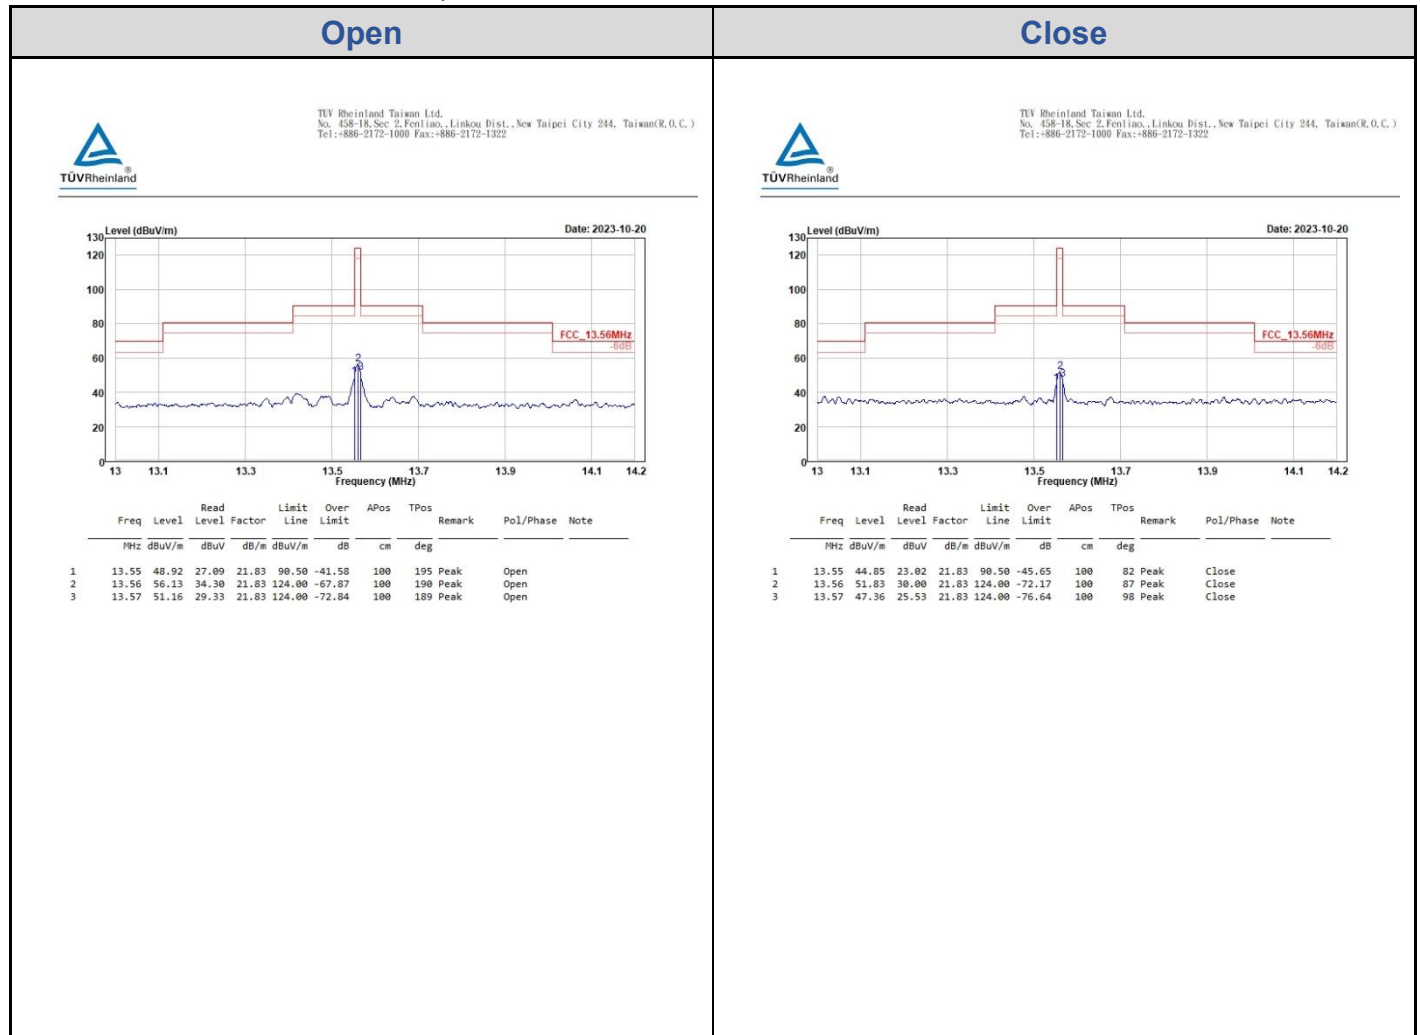 Open
Close
TUV Rheinland Taiwan Ltd.
No. 458-18,Sec 2,Fenliao.,Linkou Dist.,New Taipei City 244, Taiwan(R.O.C.)
Tel:+886-2172-1000 Fax:+886-2172-1322
TÜVRheinland
®
Level (dBuV/m)
Date: 2023-10-20
130
120
100
80
60
40
20
0
FCC_13.56MHz
-6dB
1 2 3
13 13.1 13.3 13.5 13.7 13.9 14.1 14.2
Frequency (MHz)
Read Limit Over APos TPos
Freq Level Level Factor Line Limit Remark Pol/Phase Note
MHz dBuV/m dBuV dB/m dBuV/m dB cm deg
1 13.55 48.92 27.09 21.83 90.50 -41.58 100 195 Peak Open
2 13.56 56.13 34.30 21.83 124.00 -67.87 100 190 Peak Open
3 13.57 51.16 29.33 21.83 124.00 -72.84 100 189 Peak Open
TUV Rheinland Taiwan Ltd.
No. 458-18,Sec 2,Fenliao.,Linkou Dist.,New Taipei City 244, Taiwan(R.O.C.)
Tel:+886-2172-1000 Fax:+886-2172-1322
TÜVRheinland
®
Level (dBuV/m)
Date: 2023-10-20
130
120
100
80
60
40
20
0
FCC_13.56MHz
-6dB
1 2 3
13 13.1 13.3 13.5 13.7 13.9 14.1 14.2
Frequency (MHz)
Read Limit Over APos TPos
Freq Level Level Factor Line Limit Remark Pol/Phase Note
MHz dBuV/m dBuV dB/m dBuV/m dB cm deg
1 13.55 44.85 23.02 21.83 90.50 -45.65 100 82 Peak Close
2 13.56 51.83 30.00 21.83 124.00 -72.17 100 87 Peak Close
3 13.57 47.36 25.53 21.83 124.00 -76.64 100 98 Peak Close